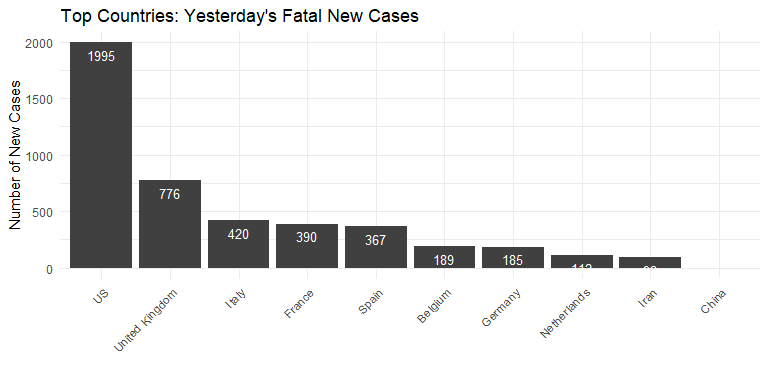 Top Countries: Yesterday's Fatal New Cases
Number of New Cases
2000
1500
1000
500
0
1995
776
420
390
367
189
185
112
US
United Kingdom
Italy
France
Spain
Belgium
Germany
Netherlands
Iran
China